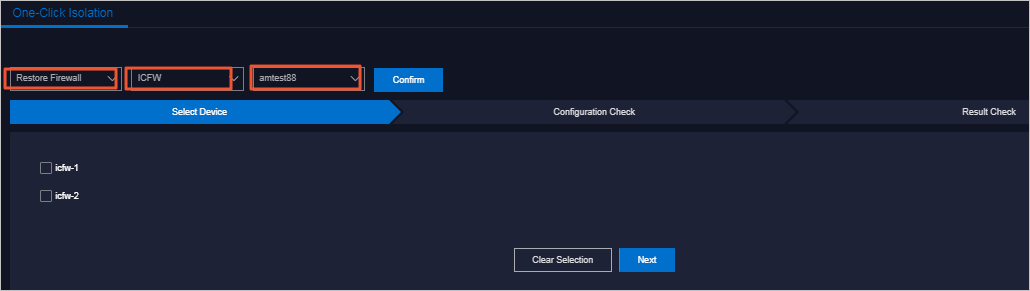 One-Click Isolation
Restore Firewall ICFW amtest88 Confirm
Select Device Configuration Check Result Check
icfw-1
icfw-2
Clear Selection Next